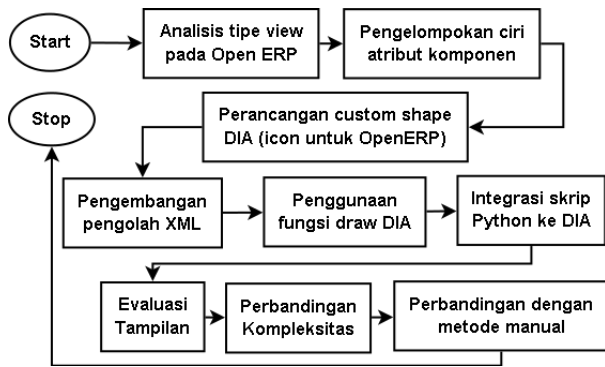 Start
Analisis tipe view
pada Open ERP
Pengelompokan ciri
atribut komponen
Stop
Perancangan custom shape
DIA (icon untuk OpenERP)
Pengembangan
pengolah XML
Penggunaan
fungsi draw DIA
Integrasi skrip
Python ke DIA
Evaluasi
Tampilan
Perbandingan
Kompleksitas
Perbandingan dengan
metode manual